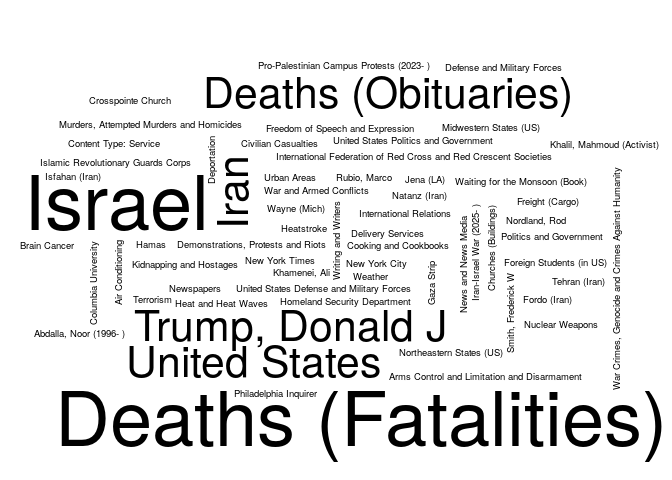 Pro-Palestinian Campus Protests (2023- )
Defense and Military Forces
Deaths (Obituaries)
Crosspointe Church
Murders, Attempted Murders and Homicides
Freedom of Speech and Expression
Midwestern States (US)
Content Type: Service
Deportation
Civilian Casualties
United States Politics and Government
Khalil, Mahmoud (Activist)
Islamic Revolutionary Guards Corps
International Federation of Red Cross and Red Crescent Societies
Isfahan (Iran)
Israel
Iran
Urban Areas
Rubio, Marco
Jena (LA)
Waiting for the Monsoon (Book)
War Crimes, Genocide and Crimes Against Humanity
War and Armed Conflicts
Natanz (Iran)
Freight (Cargo)
Wayne (Mich)
Writing and Writers
International Relations
News and News Media
Iran-Israel War (2025- )
Churches (Buildings)
Nordland, Rod
Heatstroke
Delivery Services
Politics and Government
Brain Cancer
Columbia University
Air Conditioning
Hamas
Demonstrations, Protests and Riots
Cooking and Cookbooks
Kidnapping and Hostages
New York Times
New York City
Gaza Strip
Foreign Students (in US)
Khamenei, Ali
Weather
Smith, Frederick W
Tehran (Iran)
Newspapers
United States Defense and Military Forces
Terrorism
Heat and Heat Waves
Homeland Security Department
Fordo (Iran)
Abdalla, Noor (1996- )
Trump, Donald J
Nuclear Weapons
United States
Northeastern States (US)
Arms Control and Limitation and Disarmament
Philadelphia Inquirer
Deaths (Fatalities)